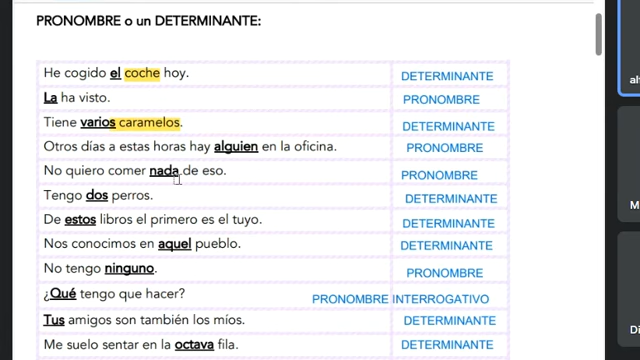 PRONOMBRE o un DETERMINANTE:
He cogido el coche hoy. DETERMINANTE
La ha visto. PRONOMBRE
Tiene varios caramelos. DETERMINANTE
Otros días a estas horas hay alguien en la oficina. PRONOMBRE
No quiero comer nada de eso. PRONOMBRE
Tengo dos perros. DETERMINANTE
De estos libros el primero es el tuyo. DETERMINANTE
Nos conocimos en aquel pueblo. DETERMINANTE
No tengo ninguno. PRONOMBRE
¿Qué tengo que hacer? PRONOMBRE INTERROGATIVO
Tus amigos son también los míos. DETERMINANTE
Me suelo sentar en la octava fila. DETERMINANTE